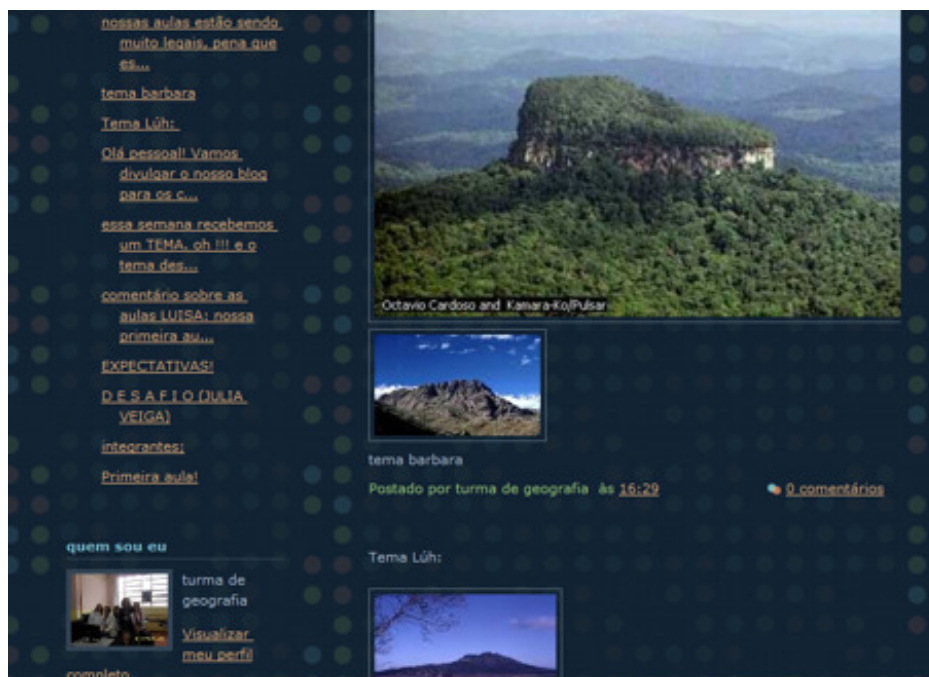 nossas aulas estão sendo
muito legais, pena que
es...
tema barbara
Tema Lúh:
Olá pessoal! Vamos
divulgar o nosso blog
para os c...
essa semana recebemos
um TEMA, oh !!! e o
tema des...
comentário sobre as
aulas LUISA: nossa
primeira au...
EXPECTATIVAS!
D E S A F I O (JULIA
VEIGA)
integrantes:
Primeira aula!
quem sou eu
turma de
geografia
Visualizar
meu perfil
completo
Octavio Cardoso and Kamara-Ko/Pulsar
tema barbara
Postado por turma de geografia às 16:29
0 comentários
Tema Lúh: